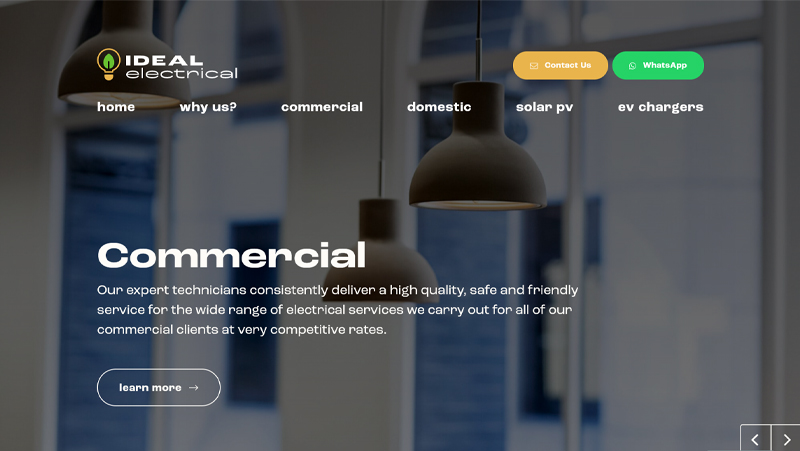 IDEAL
electrical
Contact Us
WhatsApp
home
why us?
commercial
domestic
solar pv
ev chargers
Commercial
Our expert technicians consistently deliver a high quality, safe and friendly
service for the wide range of electrical services we carry out for all of our
commercial clients at very competitive rates.
learn more